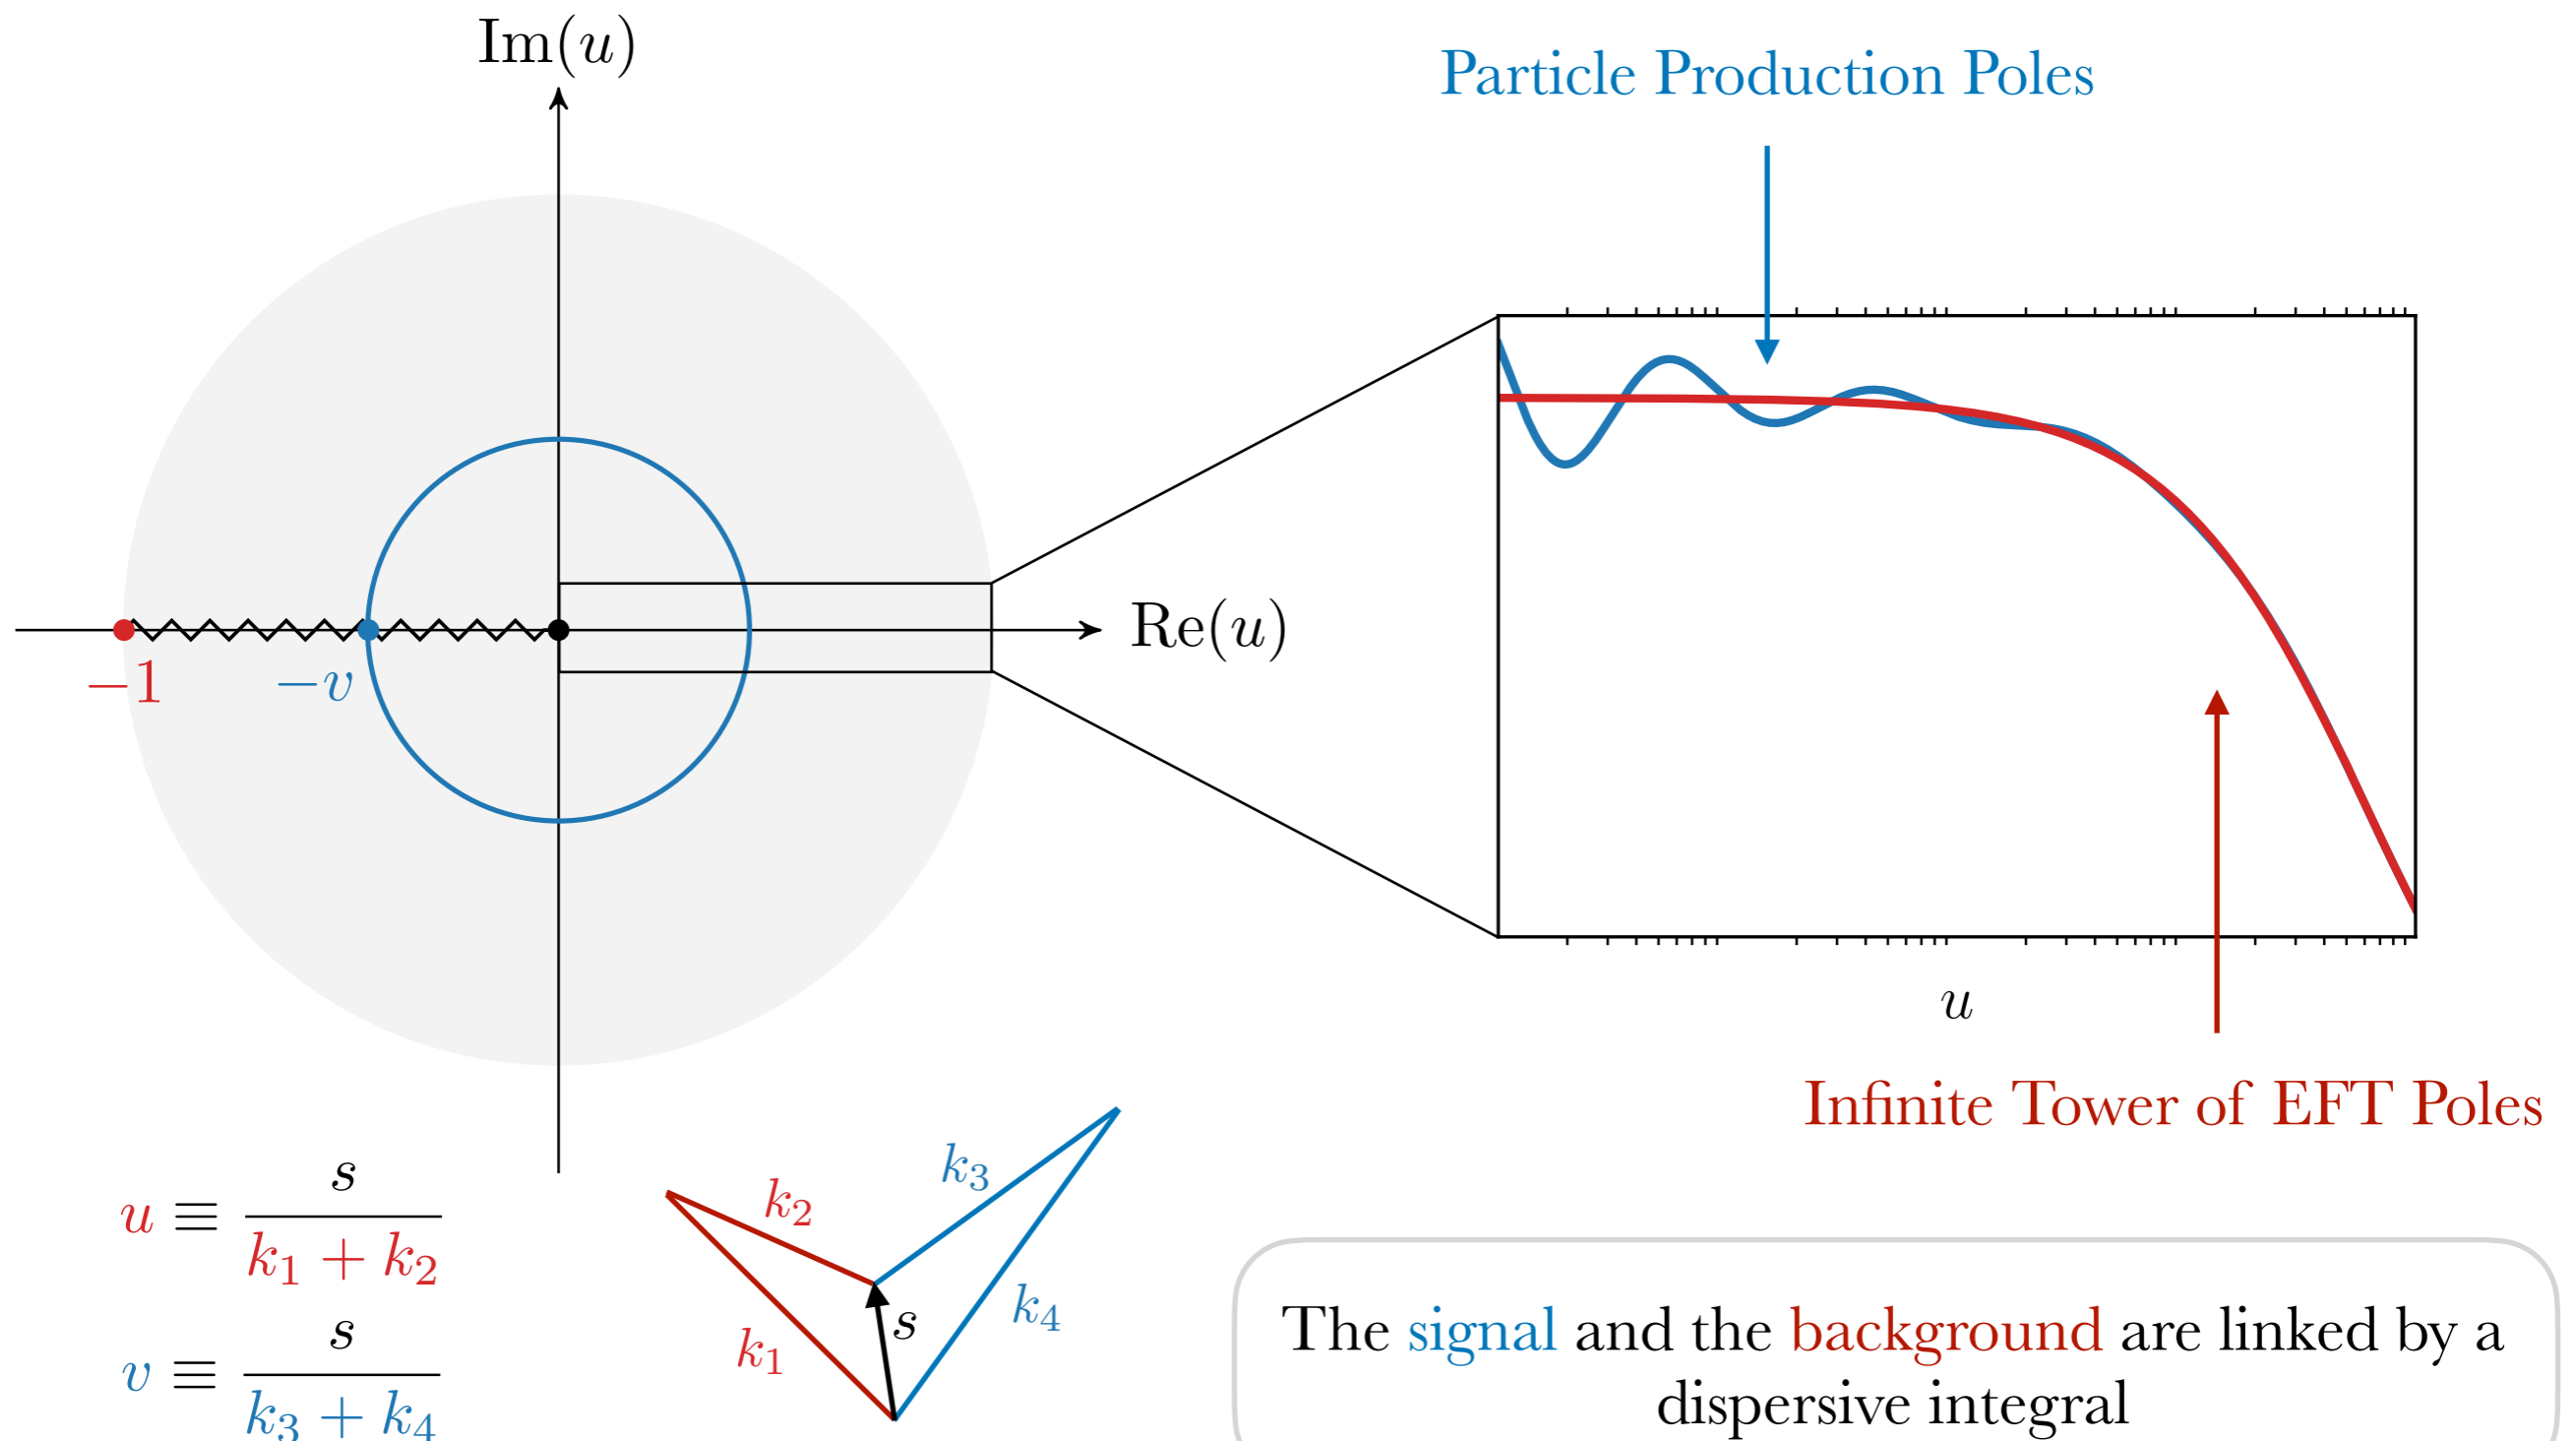 Im(u)
Particle Production Poles
Re(u)
−1
−v
u
Infinite Tower of EFT Poles
u ≡ s / (k₁ + k₂)
v ≡ s / (k₃ + k₄)
k₂
k₃
k₁
s
k₄
The signal and the background are linked by a
dispersive integral